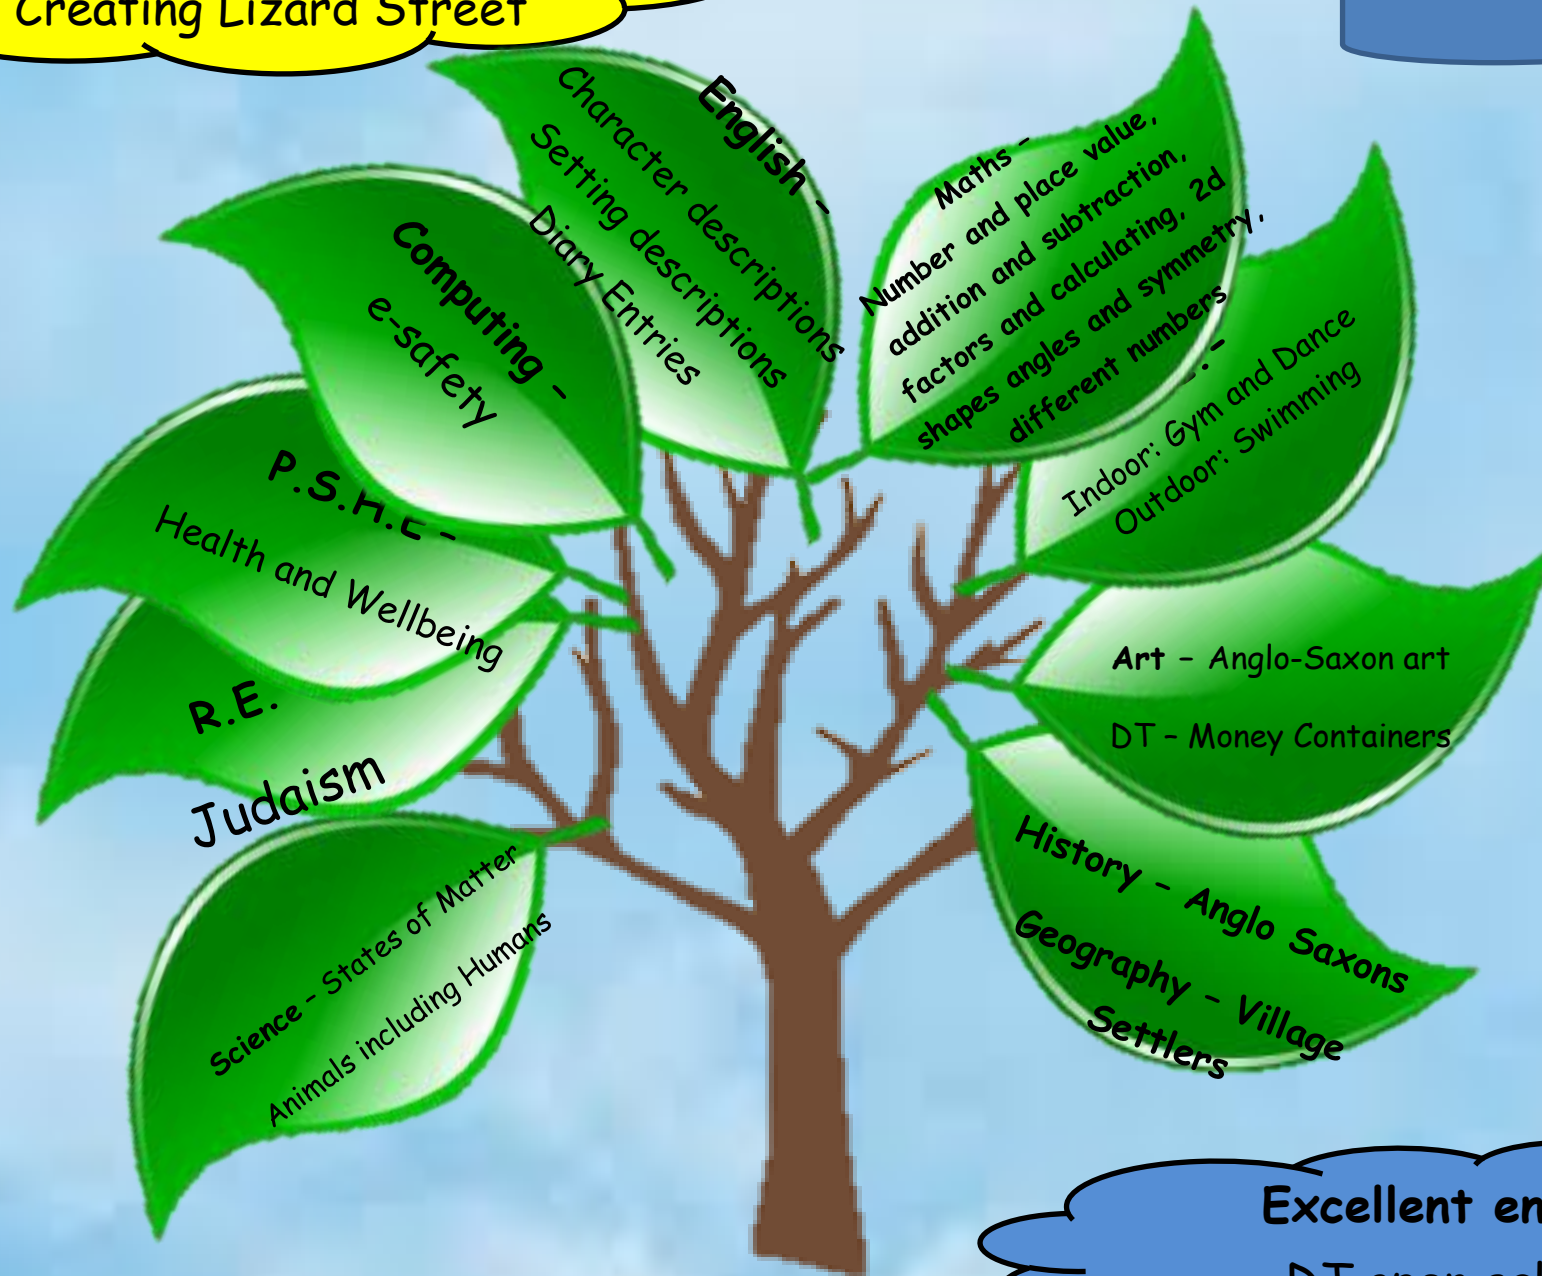 Creating Lizard Street
English -
Character descriptions
Setting descriptions
Diary Entries
Maths -
Number and place value,
addition and subtraction,
factors and calculating, 2d
shapes angles and symmetry,
different numbers
Computing -
e-safety
Indoor: Gym and Dance
Outdoor: Swimming
P.S.H.E -
Health and Wellbeing
Art – Anglo-Saxon art
DT – Money Containers
R.E.
Judaism
History – Anglo Saxons
Geography – Village
Settlers
Science – States of Matter
Animals including Humans
Excellent
DT